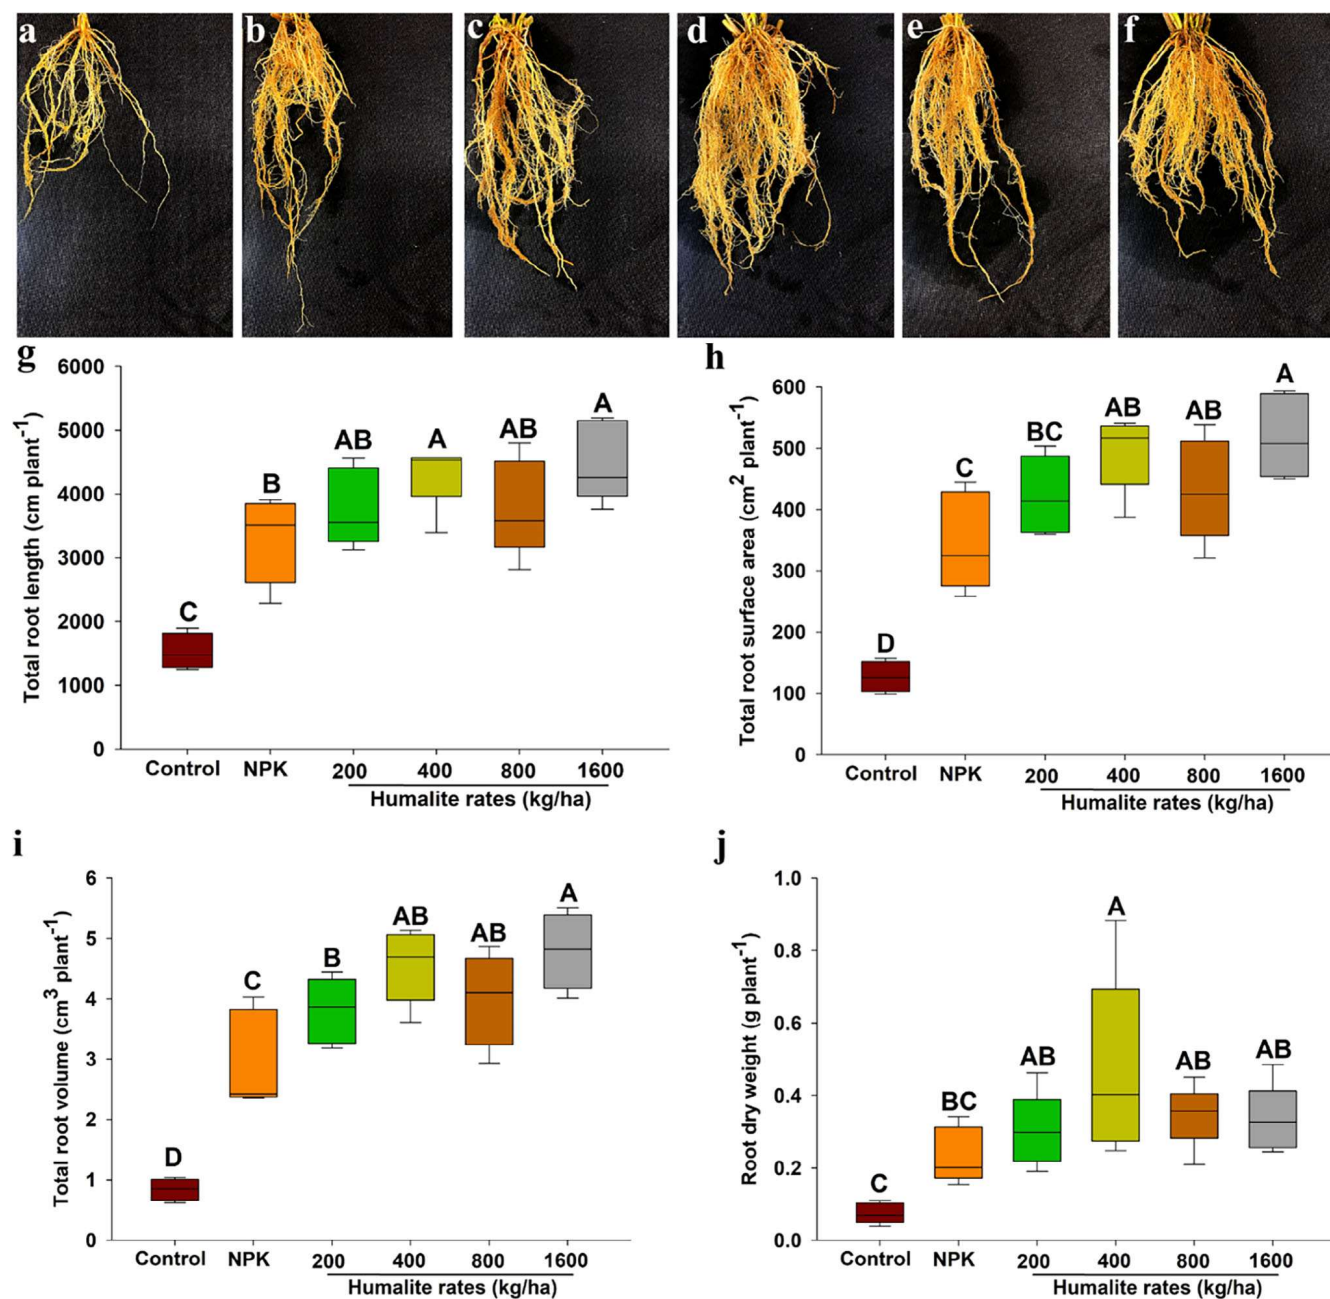 a b c d e f
g
Total root length (cm plant-1)
6000
5000
4000
3000
2000
1000
0
C B AB A AB A
Control NPK 200 400 800 1600
Humalite rates (kg/ha)
h
Total root surface area (cm2 plant-1)
600
500
400
300
200
100
0
D C BC AB AB A
Control NPK 200 400 800 1600
Humalite rates (kg/ha)
i
Total root volume (cm3 plant-1)
6
5
4
3
2
1
0
D C B AB AB A
Control NPK 200 400 800 1600
Humalite rates (kg/ha)
j
Root dry weight (g plant-1)
1.0
0.8
0.6
0.4
0.2
0.0
C BC AB A AB AB
Control NPK 200 400 800 1600
Humalite rates (kg/ha)